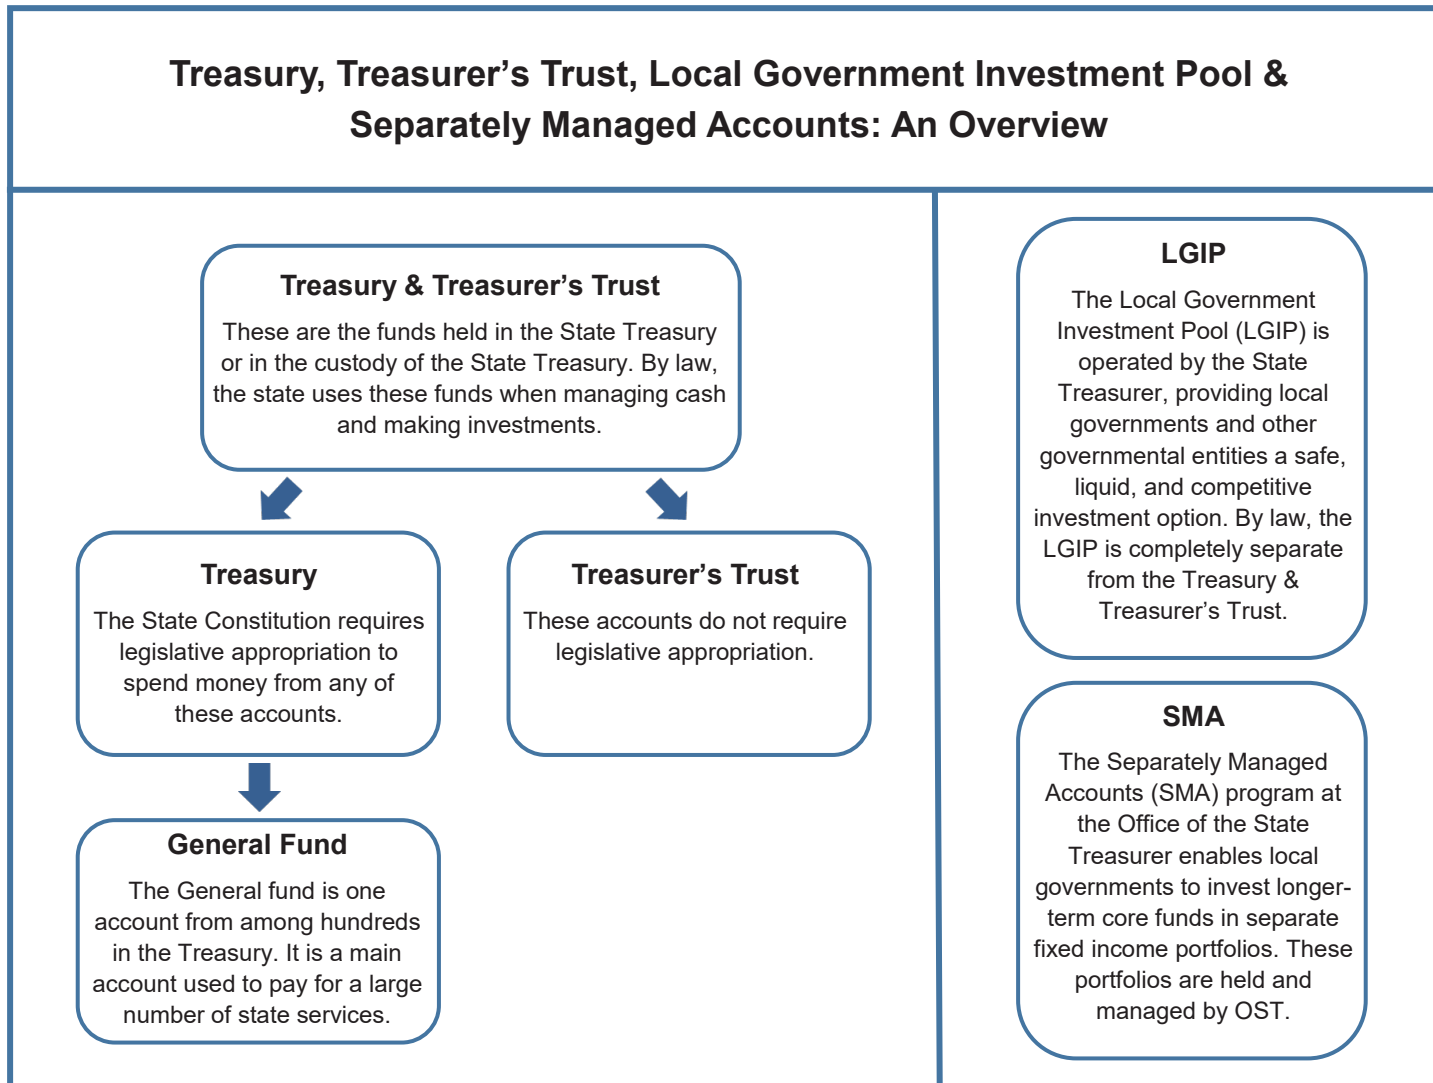 Treasury, Treasurer’s Trust, Local Government Investment Pool &
Separately Managed Accounts: An Overview
Treasury & Treasurer’s Trust
These are the funds held in the State Treasury
or in the custody of the State Treasury. By law,
the state uses these funds when managing cash
and making investments.
Treasury
The State Constitution requires
legislative appropriation to
spend money from any of
these accounts.
Treasurer’s Trust
These accounts do not require
legislative appropriation.
General Fund
The General fund is one
account from among hundreds
in the Treasury. It is a main
account used to pay for a large
number of state services.
LGIP
The Local Government
Investment Pool (LGIP) is
operated by the State
Treasurer, providing local
governments and other
governmental entities a safe,
liquid, and competitive
investment option. By law, the
LGIP is completely separate
from the Treasury &
Treasurer’s Trust.
SMA
The Separately Managed
Accounts (SMA) program at
the Office of the State
Treasurer enables local
governments to invest longer-
term core funds in separate
fixed income portfolios. These
portfolios are held and
managed by OST.